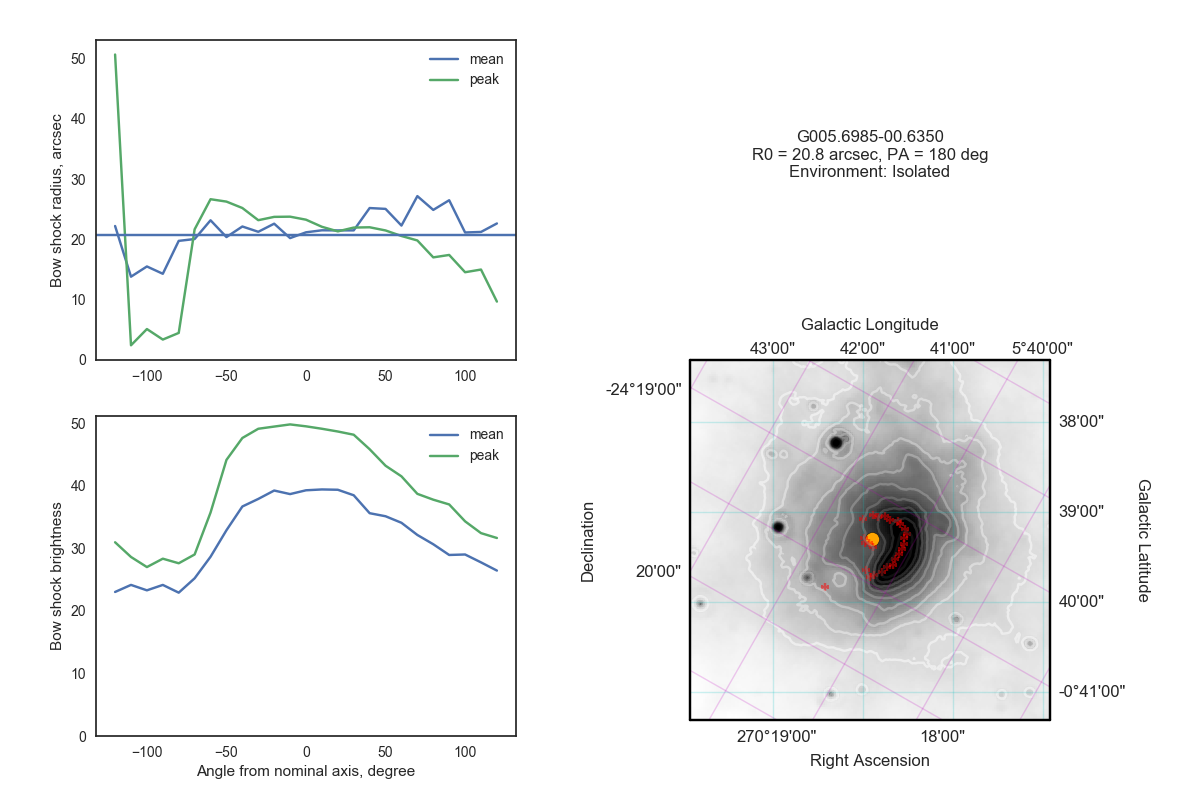 50
40
30
20
10
0
Bow shock radius, arcsec
mean
peak
−100
−50
0
50
100
50
40
30
20
10
0
Bow shock brightness
mean
peak
−100
−50
0
50
100
Angle from nominal axis, degree
G005.6985-00.6350
R0 = 20.8 arcsec, PA = 180 deg
Environment: Isolated
Galactic Longitude
43'00"
42'00"
41'00"
5°40'00"
-24°19'00"
20'00"
Declination
38'00"
39'00"
40'00"
-0°41'00"
Galactic Latitude
270°19'00"
18'00"
Right Ascension